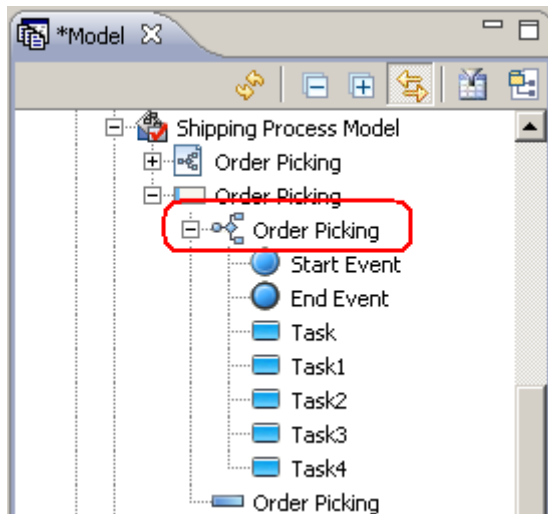 *Model
Shipping Process Model
Order Picking
Order Picking
Order Picking
Start Event
End Event
Task
Task1
Task2
Task3
Task4
Order Picking